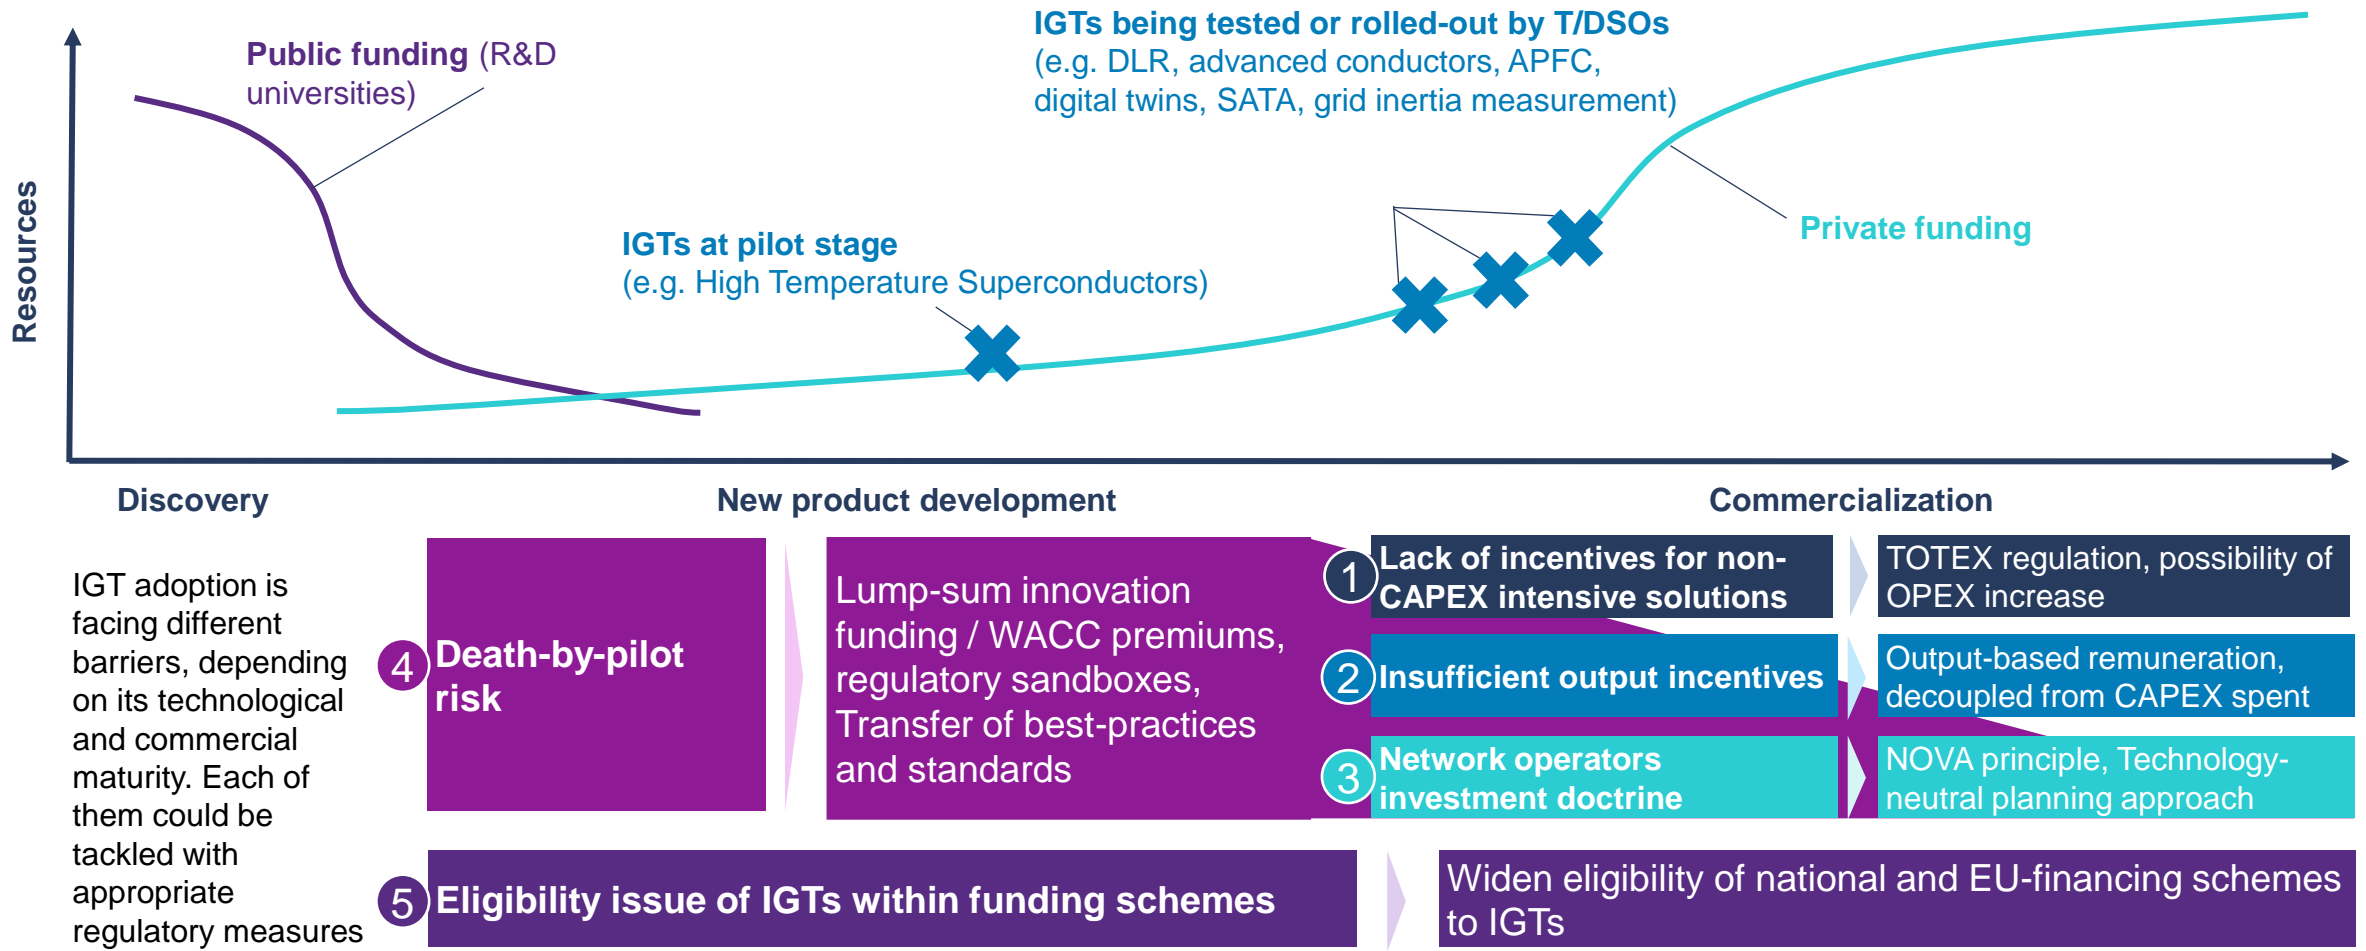 IGTs being tested or rolled-out by T/DSOs
(e.g. DLR, advanced conductors, APFC,
digital twins, SATA, grid inertia measurement)
Public funding (R&D
universities)
Resources
IGTs at pilot stage
(e.g. High Temperature Superconductors)
Private funding
Discovery
New product development
Commercialization
IGT adoption is
facing different
barriers, depending
on its technological
and commercial
maturity. Each of
them could be
tackled with
appropriate
regulatory measures
4
Death-by-pilot
risk
Lump-sum innovation
funding / WACC premiums,
regulatory sandboxes,
Transfer of best-practices
and standards
1
Lack of incentives for non-
CAPEX intensive solutions
TOTEX regulation, possibility of
OPEX increase
2
Insufficient output incentives
Output-based remuneration,
decoupled from CAPEX spent
3
Network operators
investment doctrine
NOVA principle, Technology-
neutral planning approach
5
Eligibility issue of IGTs within funding schemes
Widen eligibility of national and EU-financing schemes
to IGTs